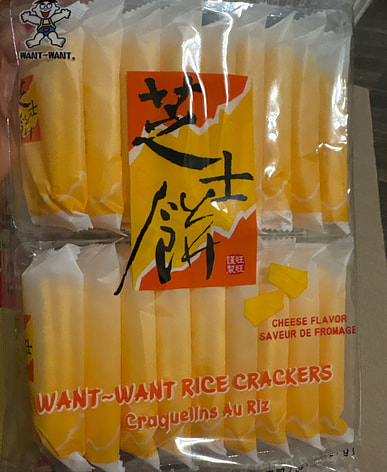 WANT-WANT®
芝士餅
旺旺
謹製
CHEESE FLAVOR
SAVEUR DE FROMAGE
WANT~WANT RICE CRACKERS
Craquelins Au Riz